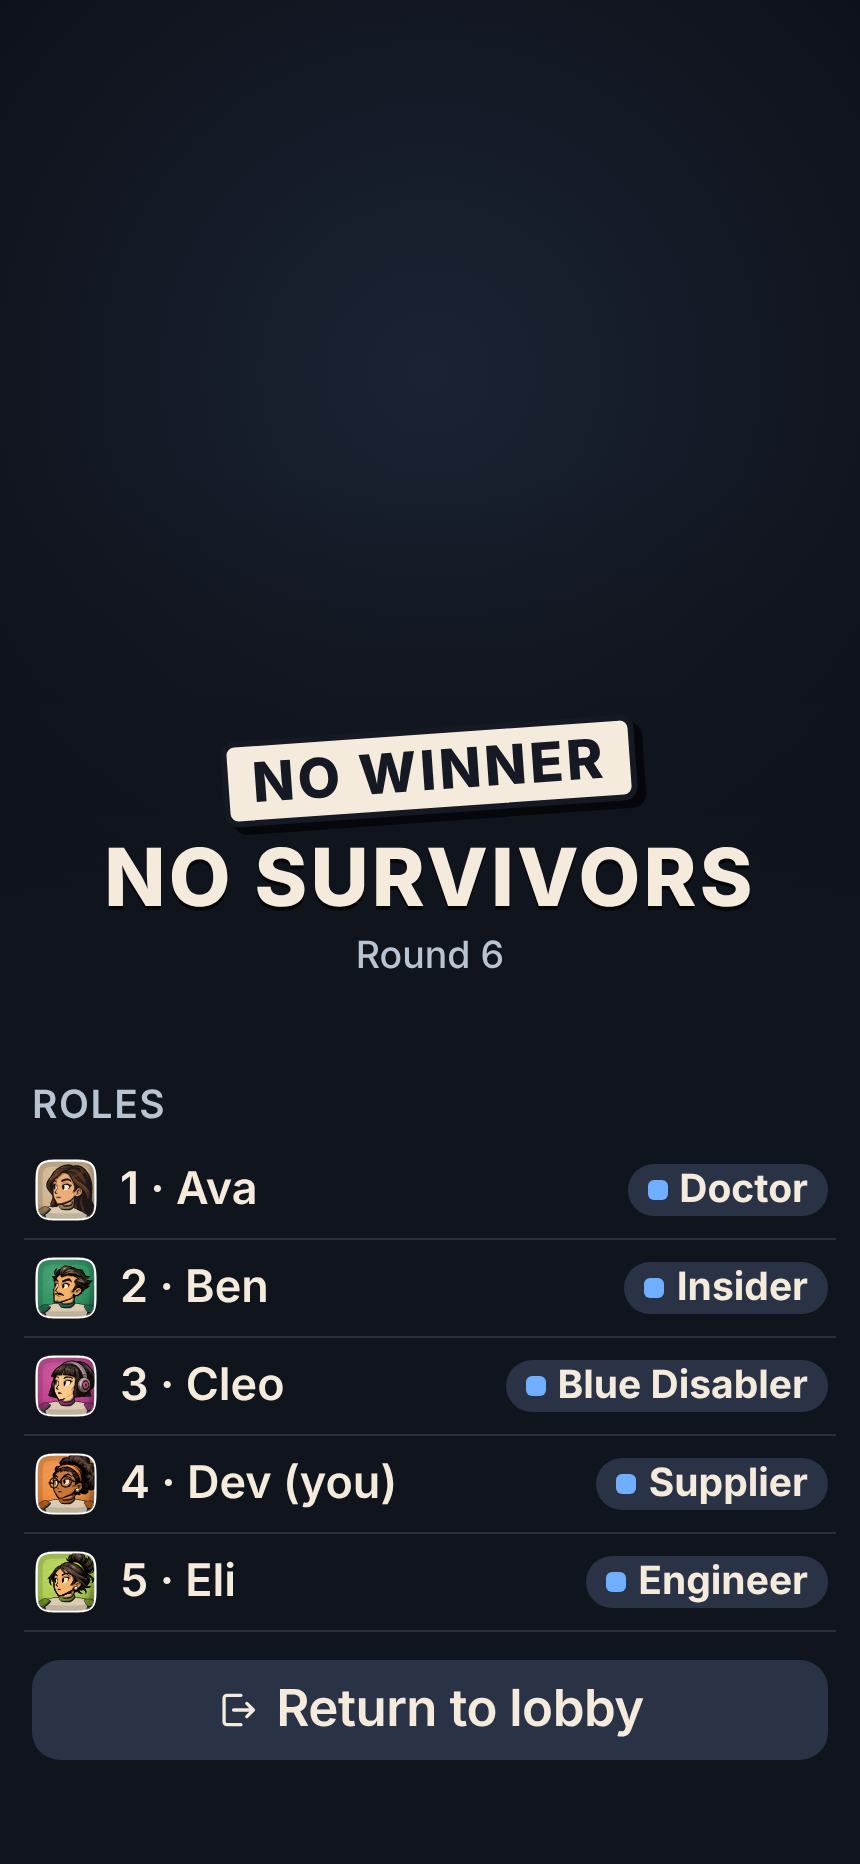 NO WINNER
NO SURVIVORS
Round 6
ROLES
1 · Ava
Doctor
2 · Ben
Insider
3 · Cleo
Blue Disabler
4 · Dev (you)
Supplier
5 · Eli
Engineer
Return to lobby